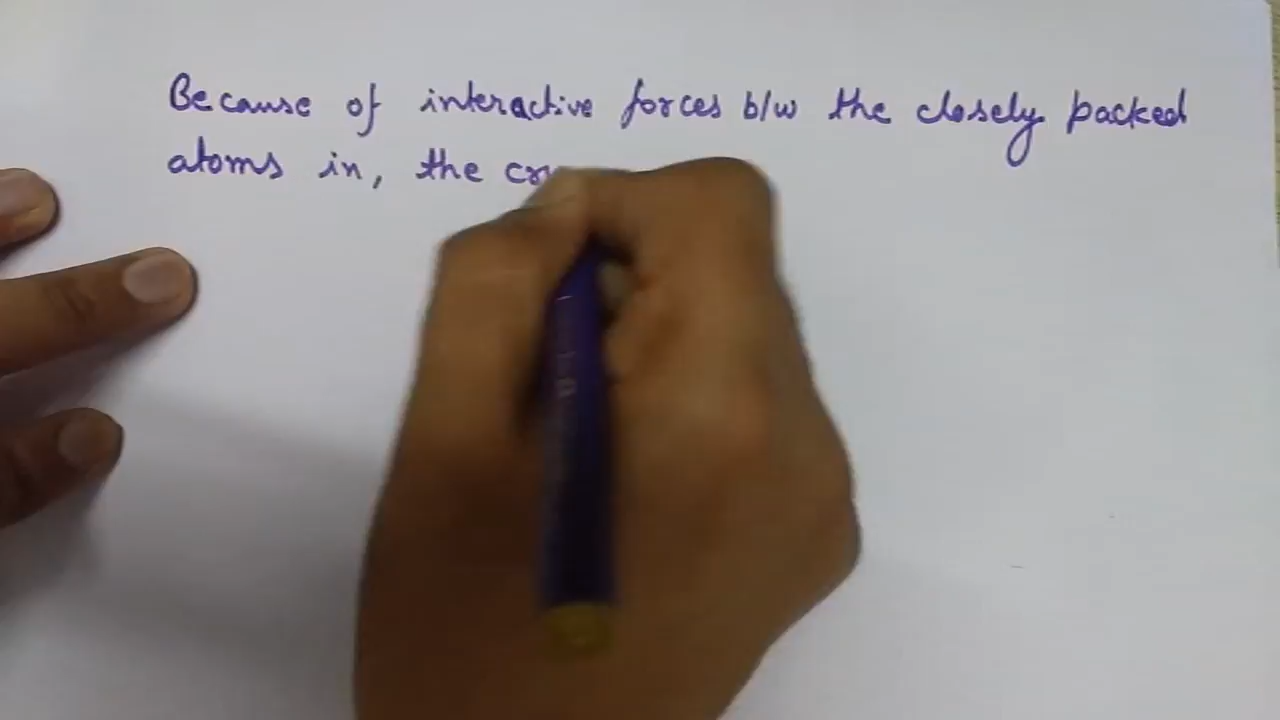 Because of interactive forces b/w the closely packed
atoms in, the